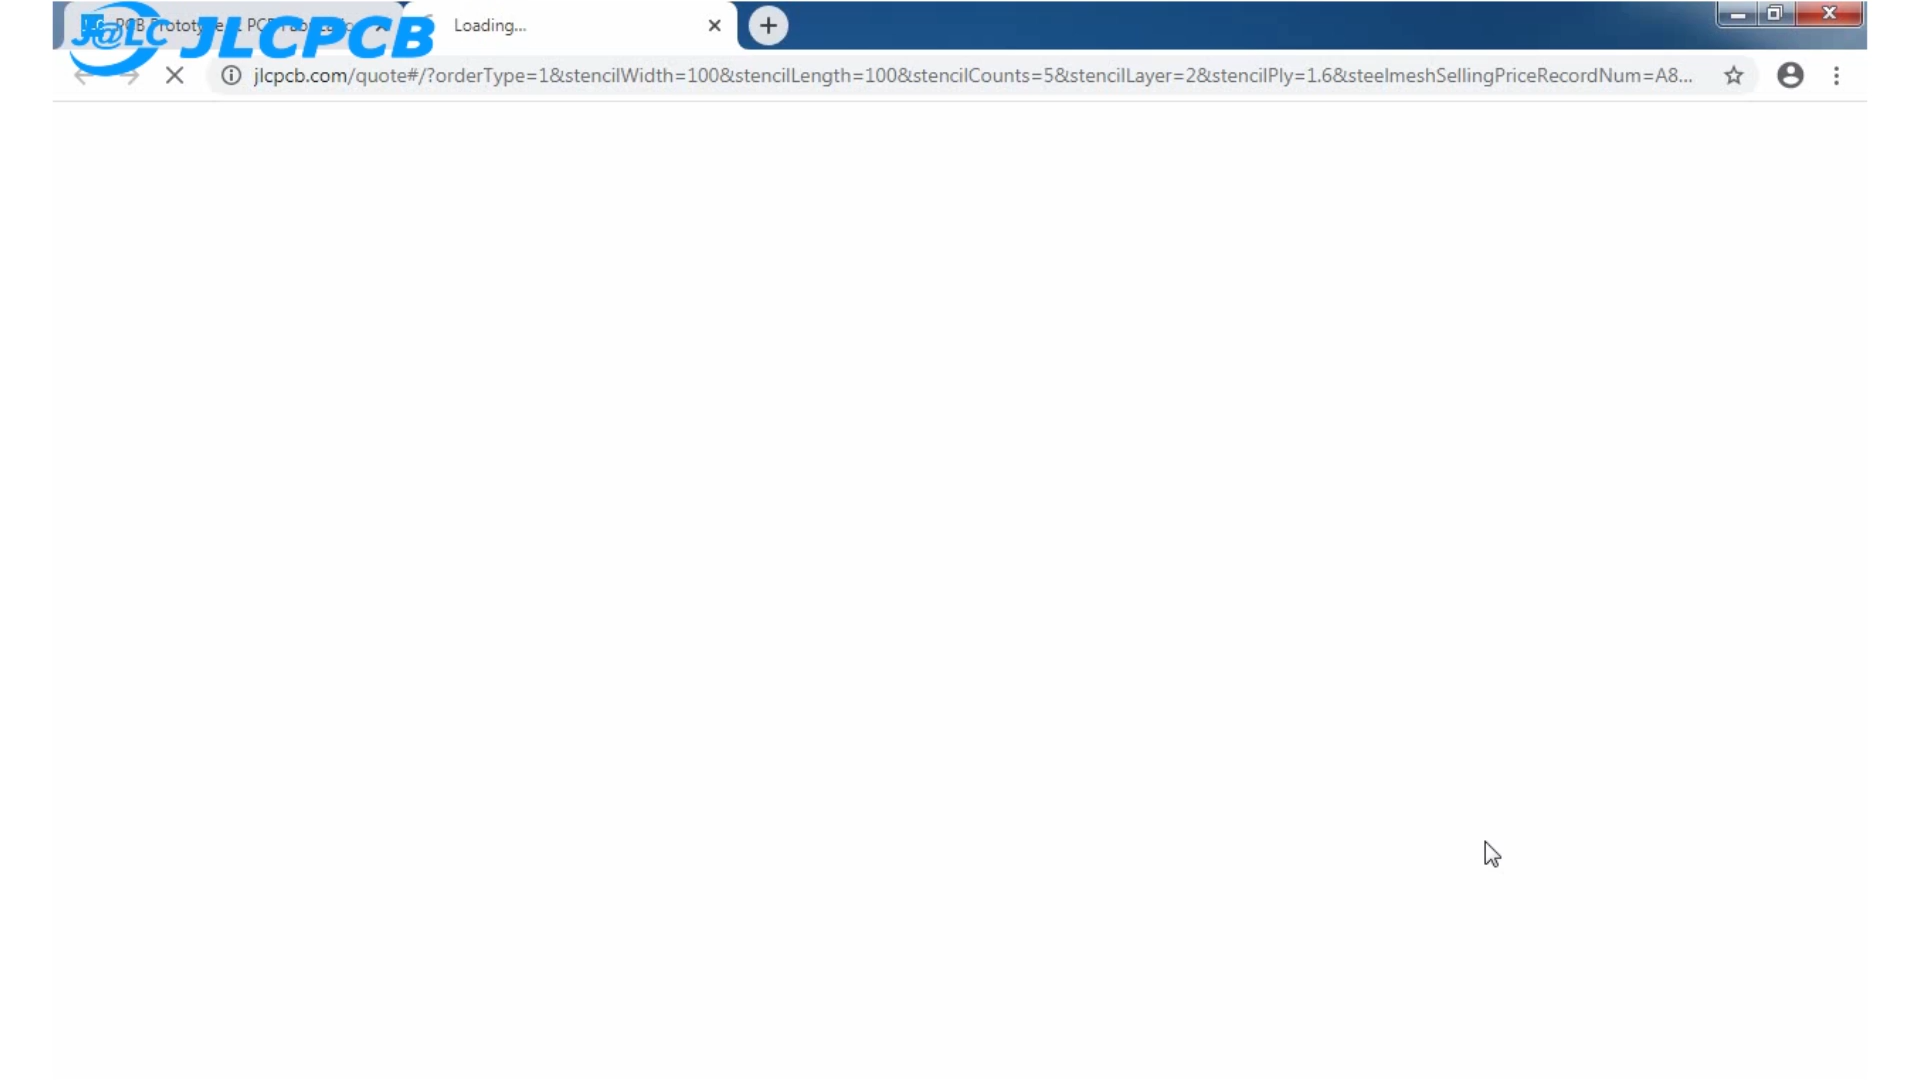 J@LC JLCPCB
Loading...
jlcpcb.com/quote#/?orderType=1&stencilWidth=100&stencilLength=100&stencilCounts=5&stencilLayer=2&stencilPly=1.6&steelmeshSellingPriceRecordNum=A8...